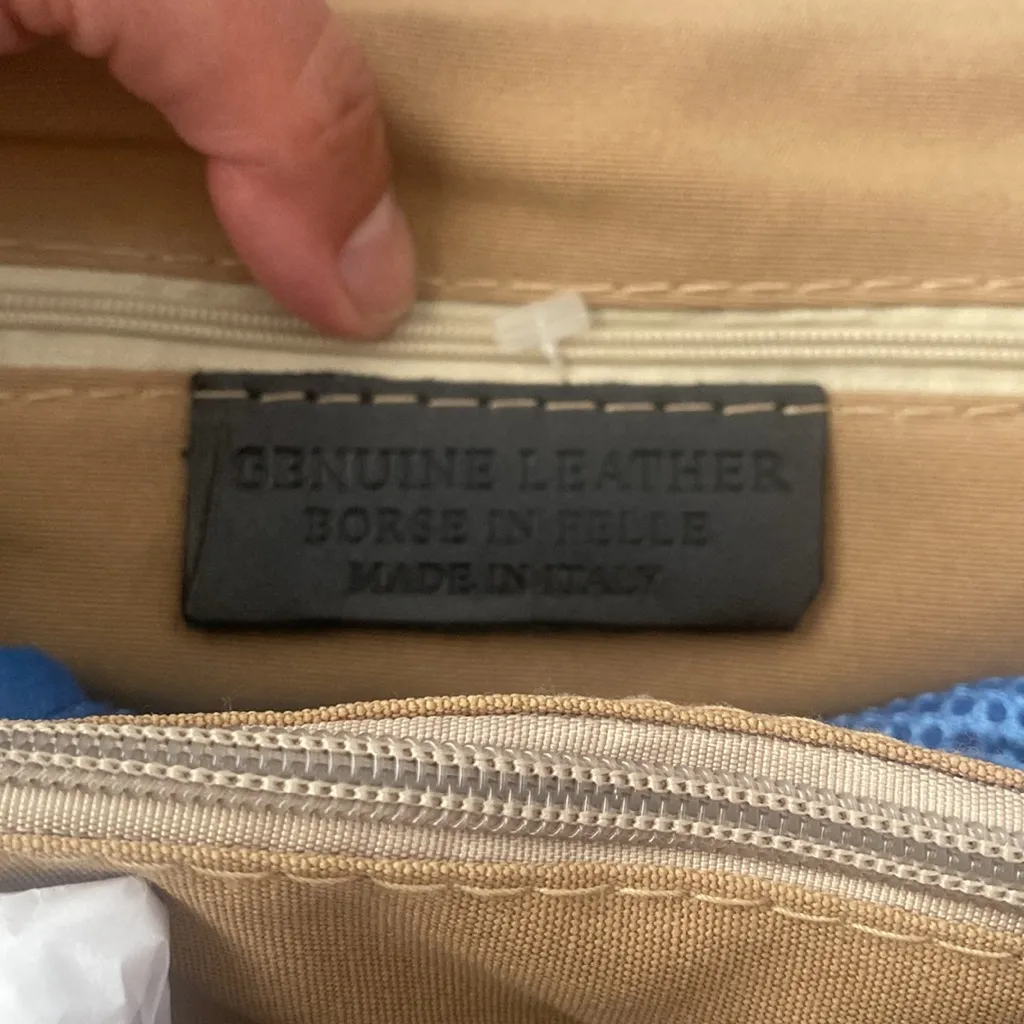 GENUINE LEATHER
BORSE IN PELLE
MADE IN ITALY